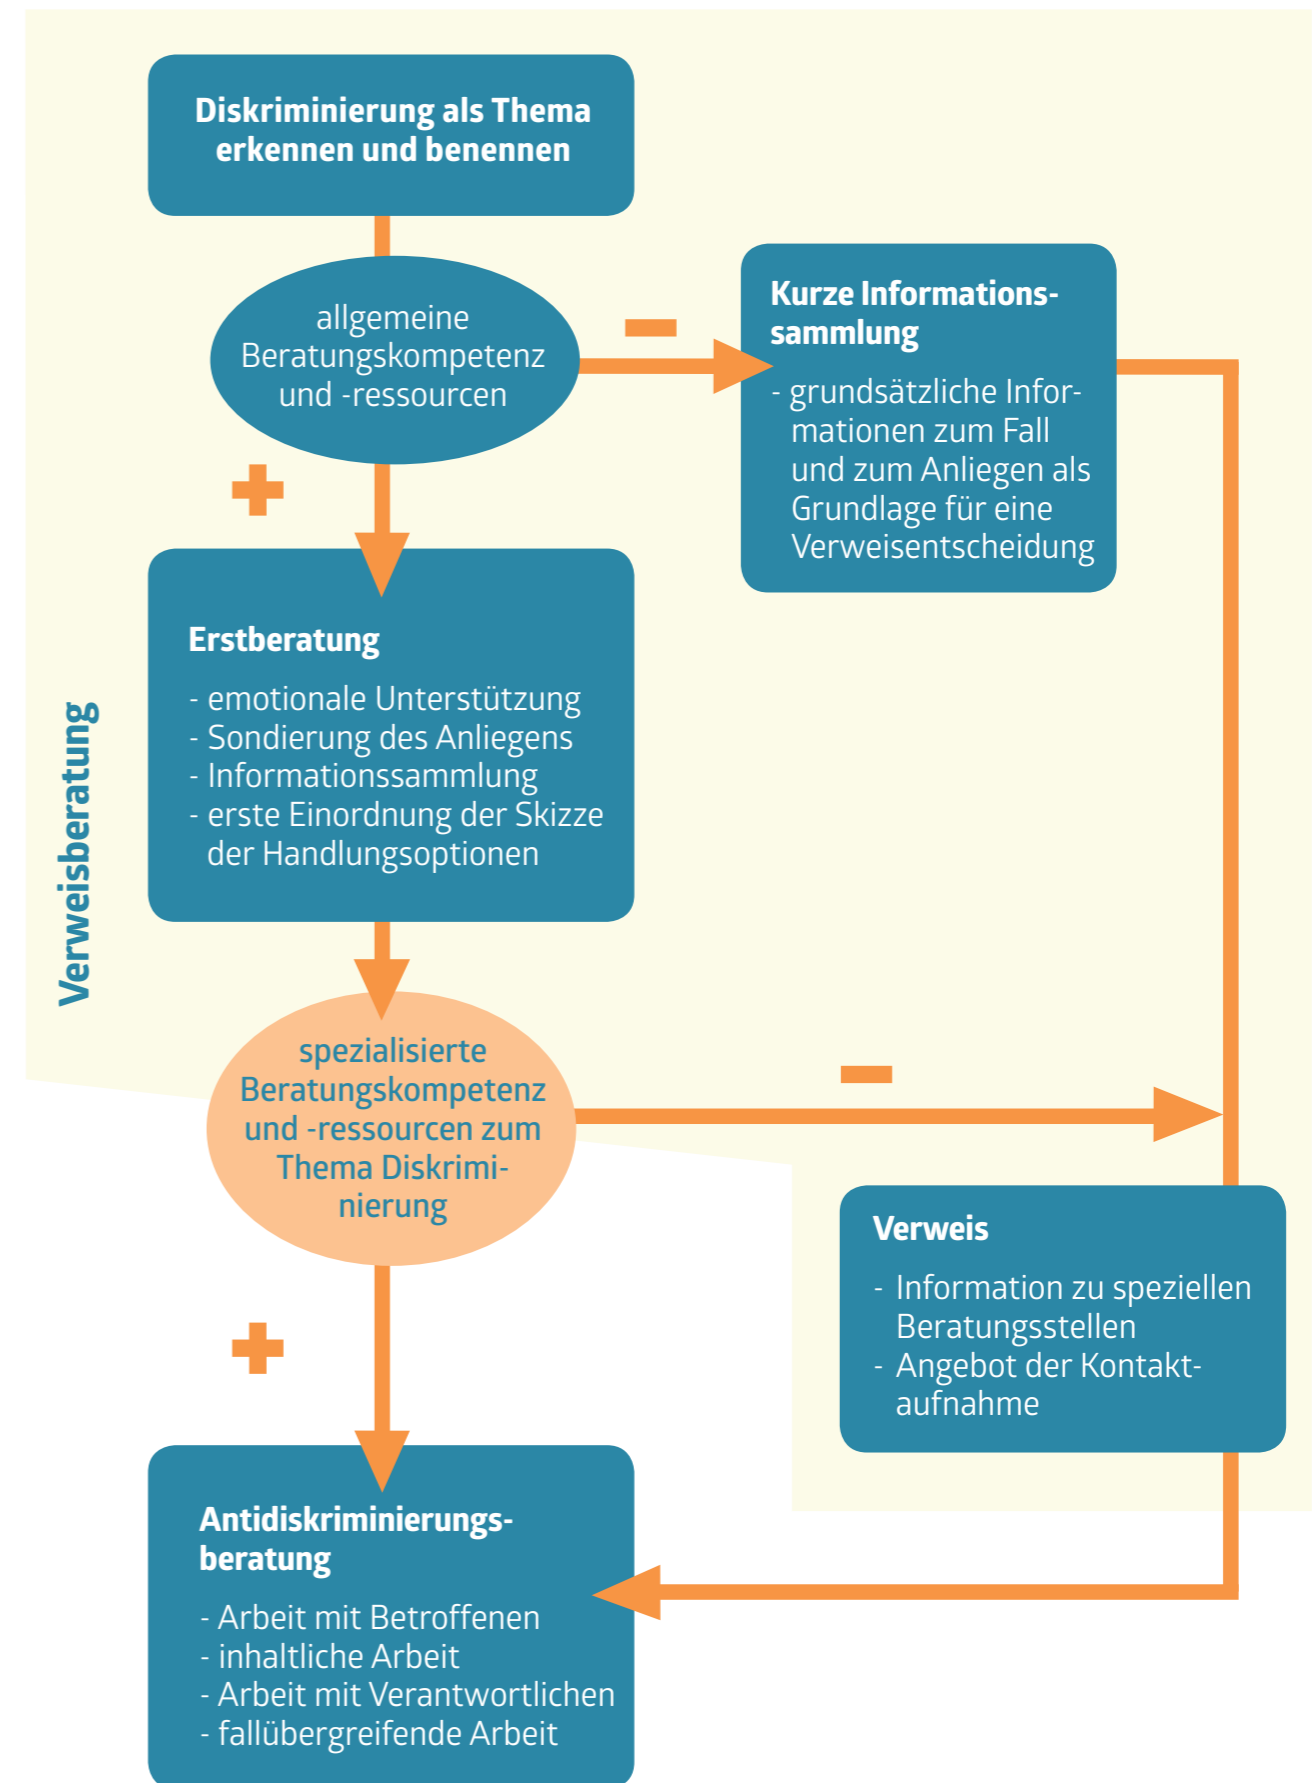 Diskriminierung als Thema
erkennen und benennen
allgemeine
Beratungskompetenz
und -ressourcen
Kurze Informations-
sammlung
- grundsätzliche Infor-
mationen zum Fall
und zum Anliegen als
Grundlage für eine
Verweisentscheidung
Erstberatung
- emotionale Unterstützung
- Sondierung des Anliegens
- Informationssammlung
- erste Einordnung der Skizze
der Handlungsoptionen
Verweisberatung
spezialisierte
Beratungskompetenz
und -ressourcen zum
Thema Diskrimi-
nierung
Verweis
- Information zu speziellen
Beratungsstellen
- Angebot der Kontakt-
aufnahme
Antidiskriminierungs-
beratung
- Arbeit mit Betroffenen
- inhaltliche Arbeit
- Arbeit mit Verantwortlichen
- fallübergreifende Arbeit